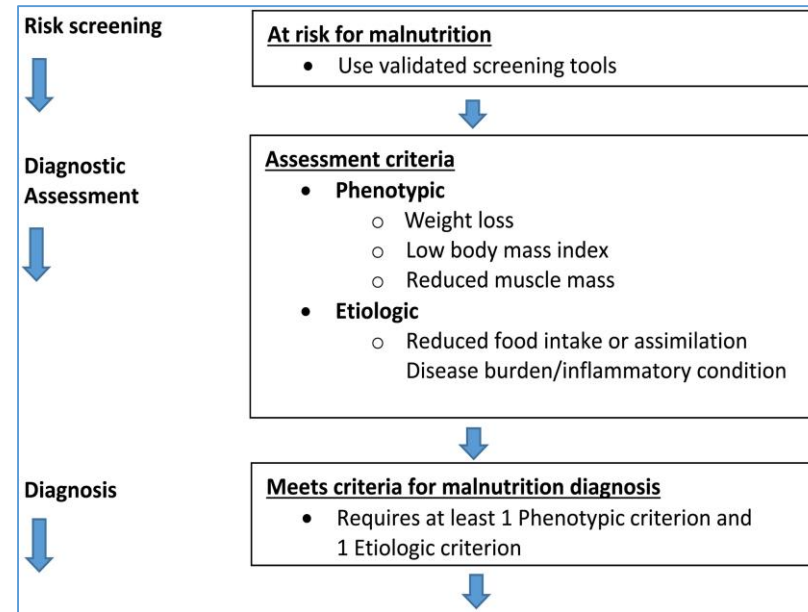 Risk screening
At risk for malnutrition
• Use validated screening tools
Diagnostic
Assessment
Assessment criteria
• Phenotypic
o Weight loss
o Low body mass index
o Reduced muscle mass
• Etiologic
o Reduced food intake or assimilation
Disease burden/inflammatory condition
Diagnosis
Meets criteria for malnutrition diagnosis
• Requires at least 1 Phenotypic criterion and
1 Etiologic criterion